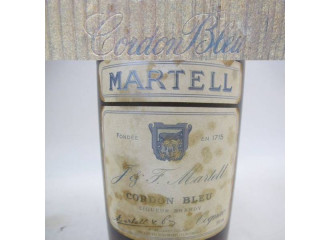 Cordon Bleu
MARTELL
FONDÉE EN 1715
J & F. Martell
CORDON BLEU